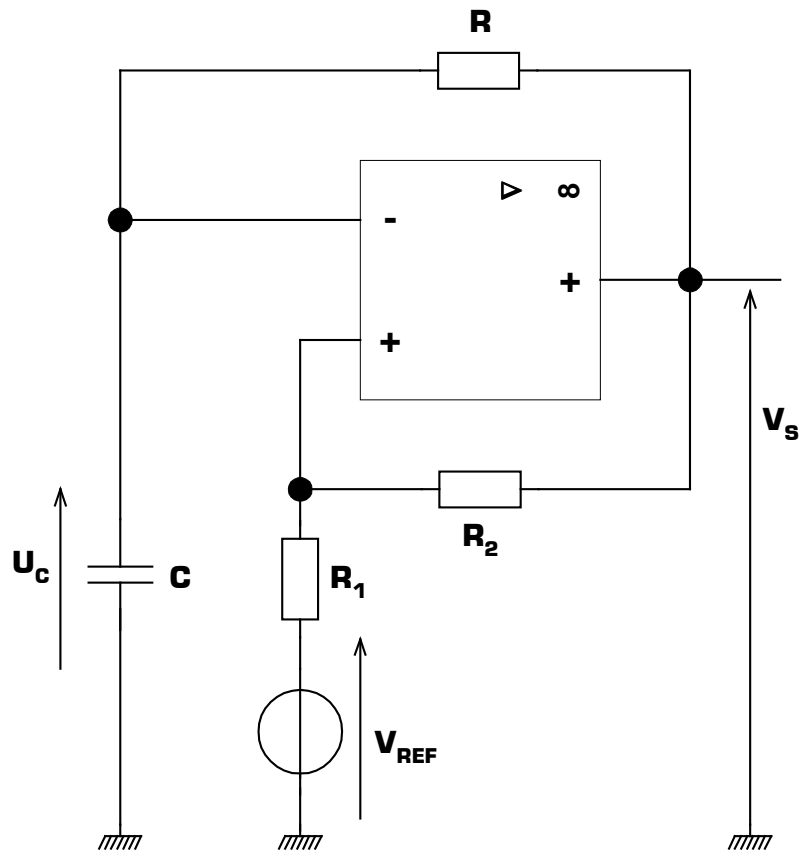 R
▷ ∞
-
+
+
V_S
R_2
U_C
C
R_1
V_REF